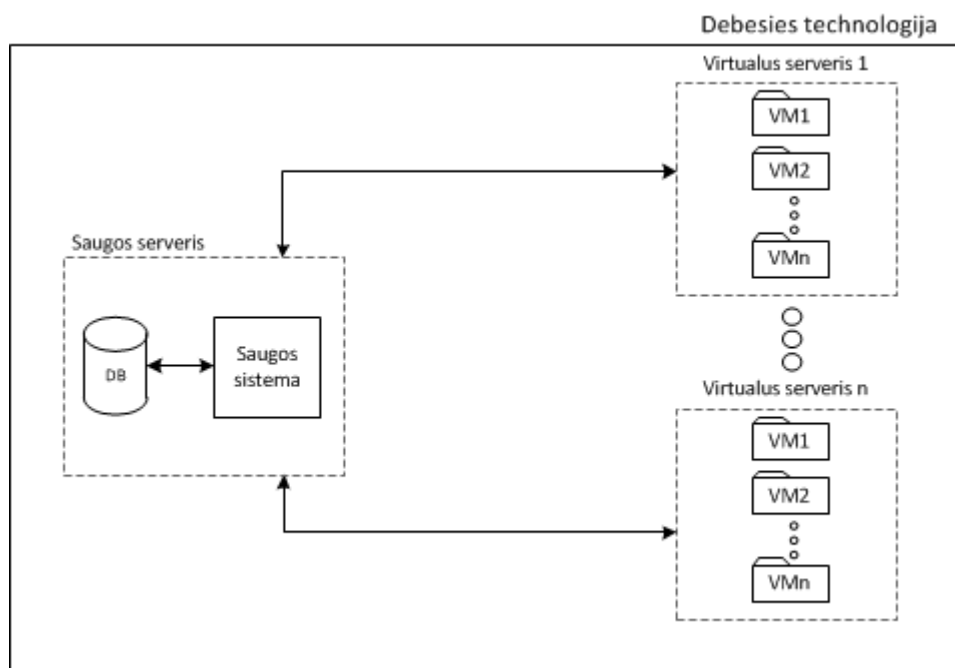 Debesies technologija
Virtualus serveris 1
VM1
VM2
VMn
Saugos serveris
DB
Saugos
sistema
Virtualus serveris n
VM1
VM2
VMn